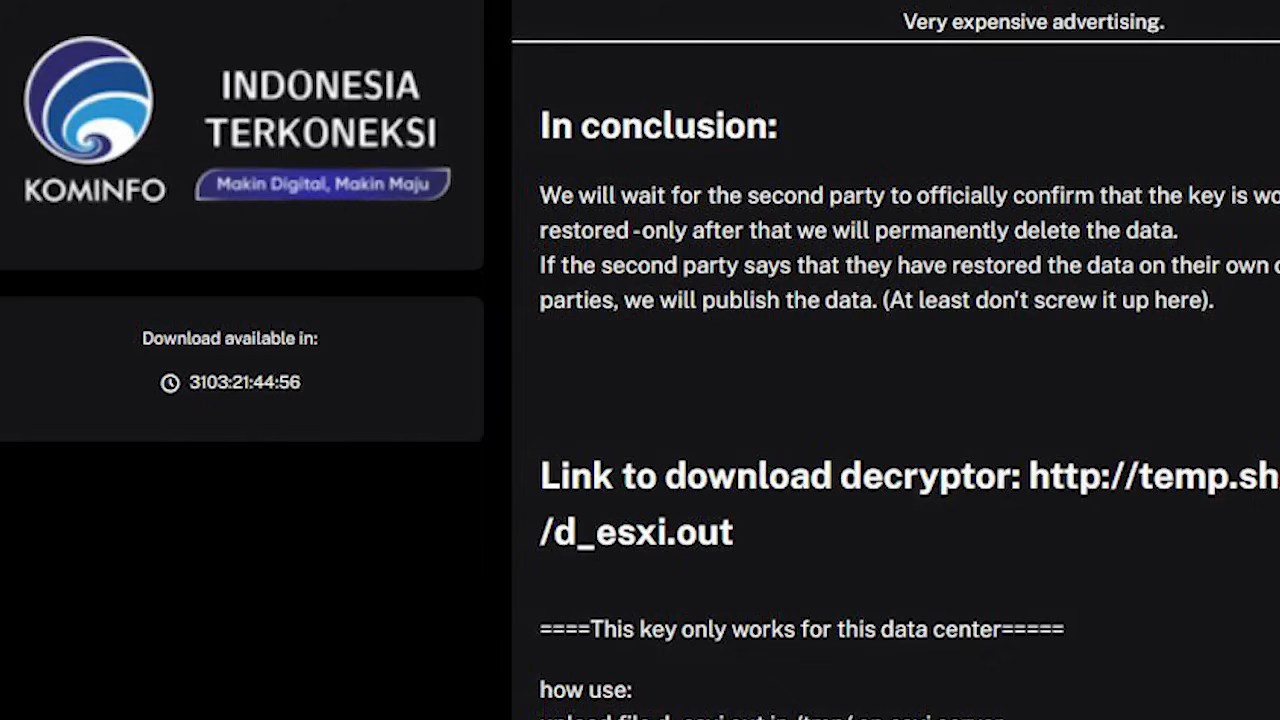 KOMINFO
INDONESIA
TERKONEKSI
Makin Digital, Makin Maju
Download available in:
3103:21:44:56
Very expensive advertising.
In conclusion:
We will wait for the second party to officially confirm that the key is wo
restored - only after that we will permanently delete the data.
If the second party says that they have restored the data on their own
parties, we will publish the data. (At least don't screw it up here).
Link to download decryptor: http://temp.sh
/d_esxi.out
====This key only works for this data center=====
how use: